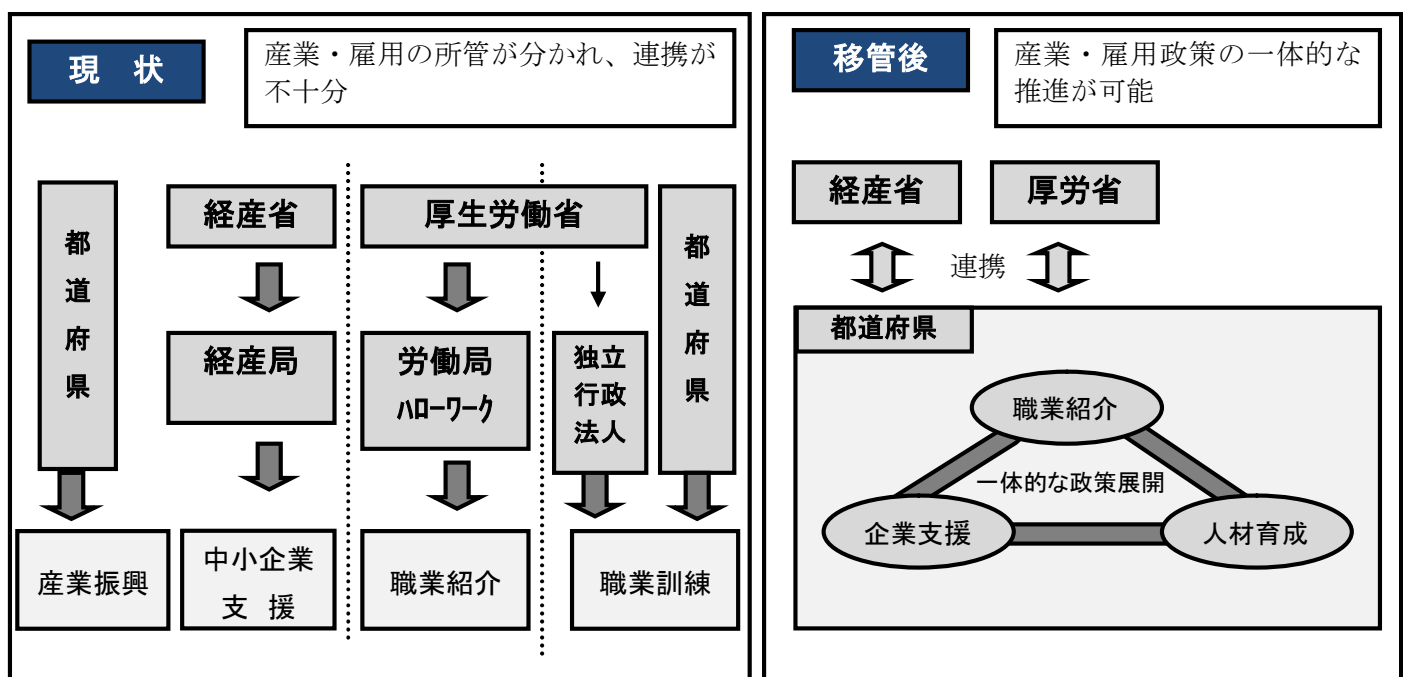 現　状
産業・雇用の所管が分かれ、連携が
不十分
都道府県
経産省
経産局
厚生労働省
労働局
ﾊﾛｰﾜｰｸ
独立
行政
法人
都道府県
産業振興
中小企業
支　援
職業紹介
職業訓練
移管後
産業・雇用政策の一体的な
推進が可能
経産省
厚労省
連携
都道府県
職業紹介
一体的な政策展開
企業支援
人材育成